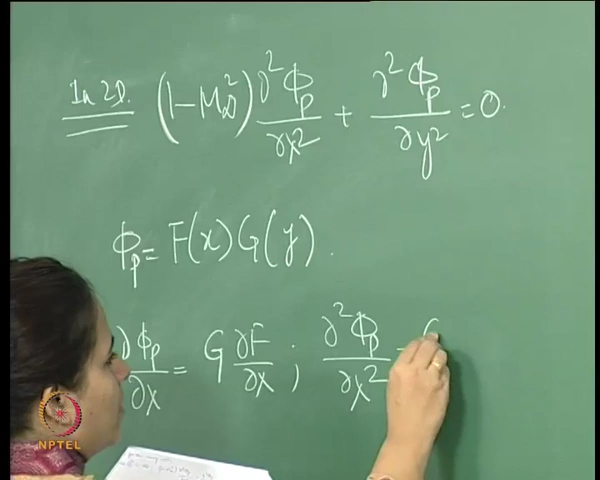 In 2D. (1-M∞²) ∂²ϕp/∂x² + ∂²ϕp/∂y² = 0.
ϕp = F(x)G(y).
∂ϕp/∂x = G ∂F/∂x ; ∂²ϕp/∂x² = G
NPTEL